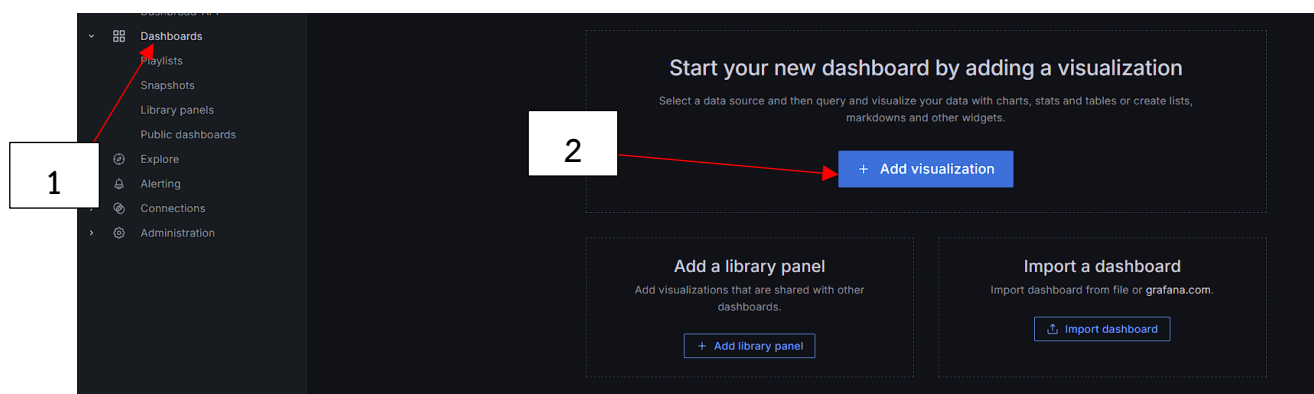 Dashbroad-API
Dashboards
Playlists
Snapshots
Library panels
Public dashboards
Explore
Alerting
Connections
Administration
1
2
Start your new dashboard by adding a visualization
Select a data source and then query and visualize your data with charts, stats and tables or create lists,
markdowns and other widgets.
+ Add visualization
Add a library panel
Add visualizations that are shared with other
dashboards.
+ Add library panel
Import a dashboard
Import dashboard from file or grafana.com.
Import dashboard